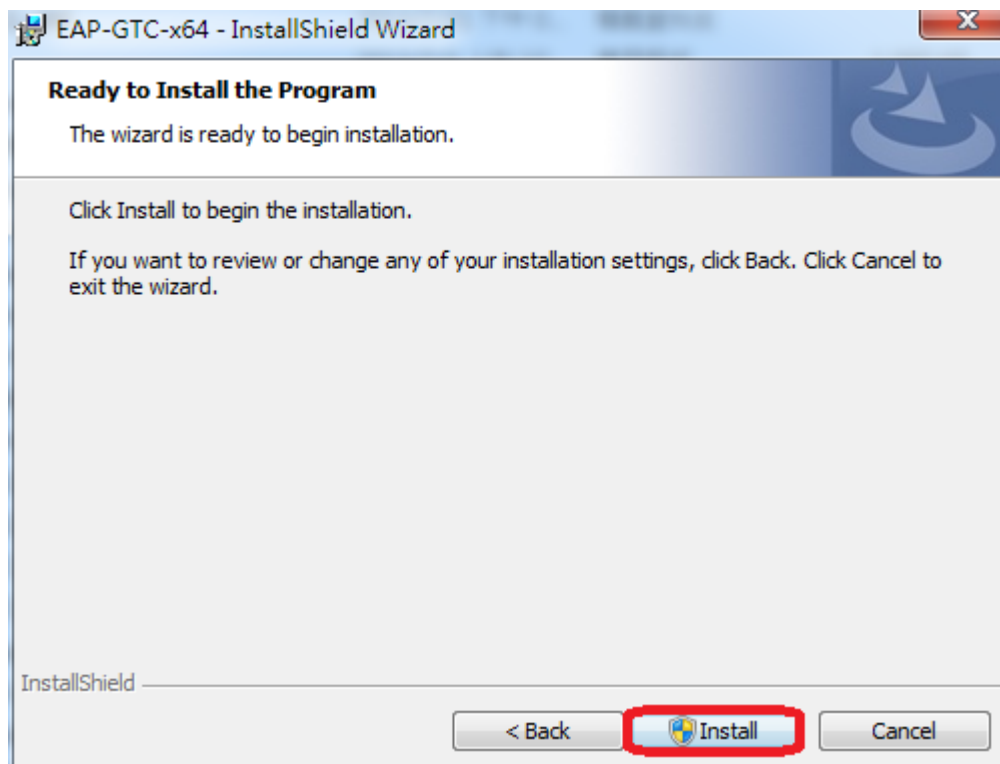 EAP-GTC-x64 - InstallShield Wizard
Ready to Install the Program
The wizard is ready to begin installation.
Click Install to begin the installation.
If you want to review or change any of your installation settings, click Back. Click Cancel to
exit the wizard.
InstallShield
< Back
Install
Cancel